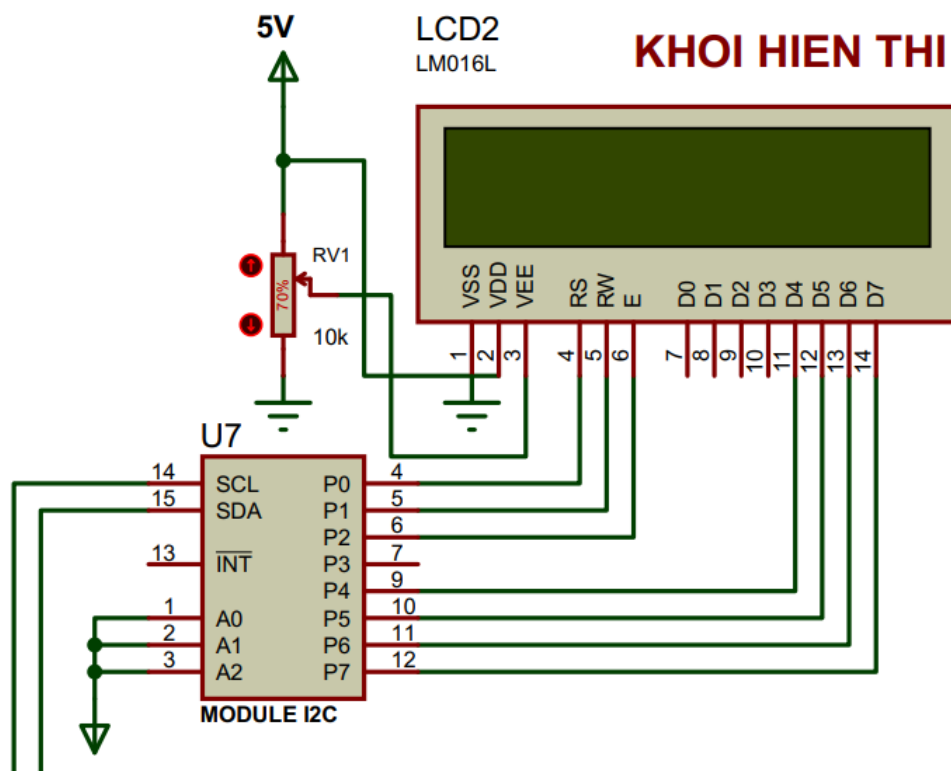 5V
LCD2
LM016L
KHOI HIEN THI
RV1
70%
10k
VSS
VDD
VEE
RS
RW
E
D0
D1
D2
D3
D4
D5
D6
D7
1
2
3
4
5
6
7
8
9
10
11
12
13
14
U7
14 SCL P0 4
15 SDA P1 5
P2 6
13 INT P3 7
P4 9
1 A0 P5 10
2 A1 P6 11
3 A2 P7 12
MODULE I2C